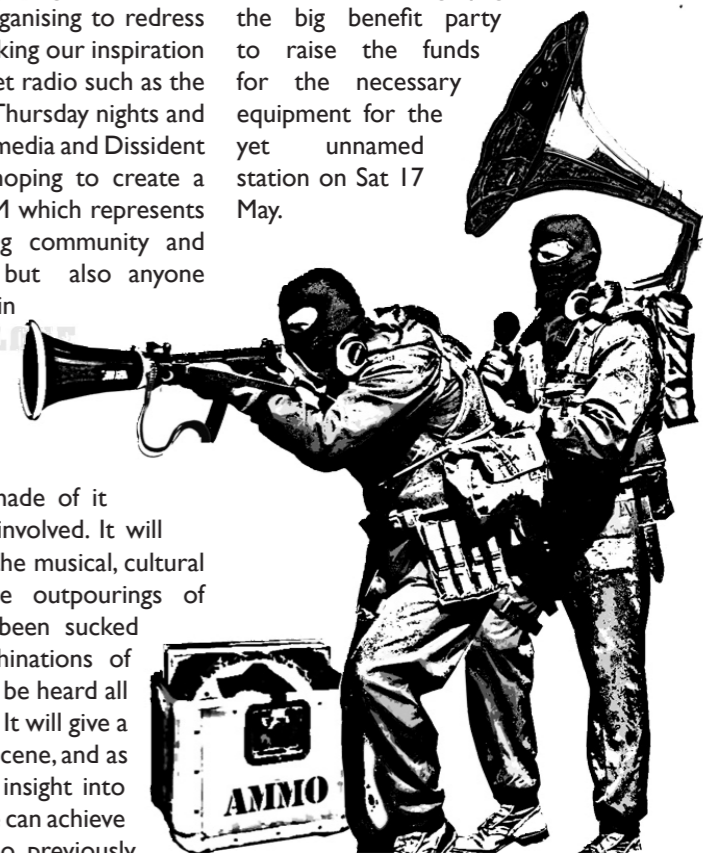 ganising to redress
king our inspiration
et radio such as the
Thursday nights and
media and Dissident
hoping to create a
M which represents
g community and
but also anyone
in
made of it
involved. It will
he musical, cultural
e outpourings of
been sucked
hinations of
be heard all
It will give a
cene, and as
insight into
can achieve
o previously
the big benefit party
to raise the funds
for the necessary
equipment for the
yet unnamed
station on Sat 17
May.
AMMO